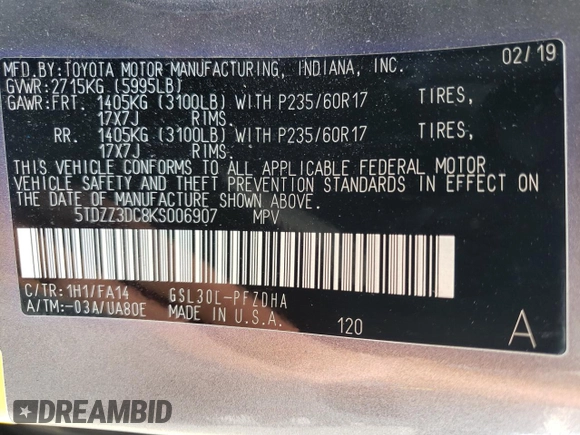 02/19
MFD.BY:TOYOTA MOTOR MANUFACTURING, INDIANA, INC.
GVWR:2715KG (5995LB)
GAWR:FRT. 1405KG (3100LB) WITH P235/60R17 TIRES,
17X7J RIMS.
RR. 1405KG (3100LB) WITH P235/60R17 TIRES,
17X7J RIMS.
THIS VEHICLE CONFORMS TO ALL APPLICABLE FEDERAL MOTOR
VEHICLE SAFETY AND THEFT PREVENTION STANDARDS IN EFFECT ON
THE DATE OF MANUFACTURE SHOWN ABOVE.
5TDZZ3DC8KS006907 MPV
C/TR:1H1/FA14 GSL30L-PFZDHA
A/TM:-03A/UA80E MADE IN U.S.A.
120 A
DREAMBID